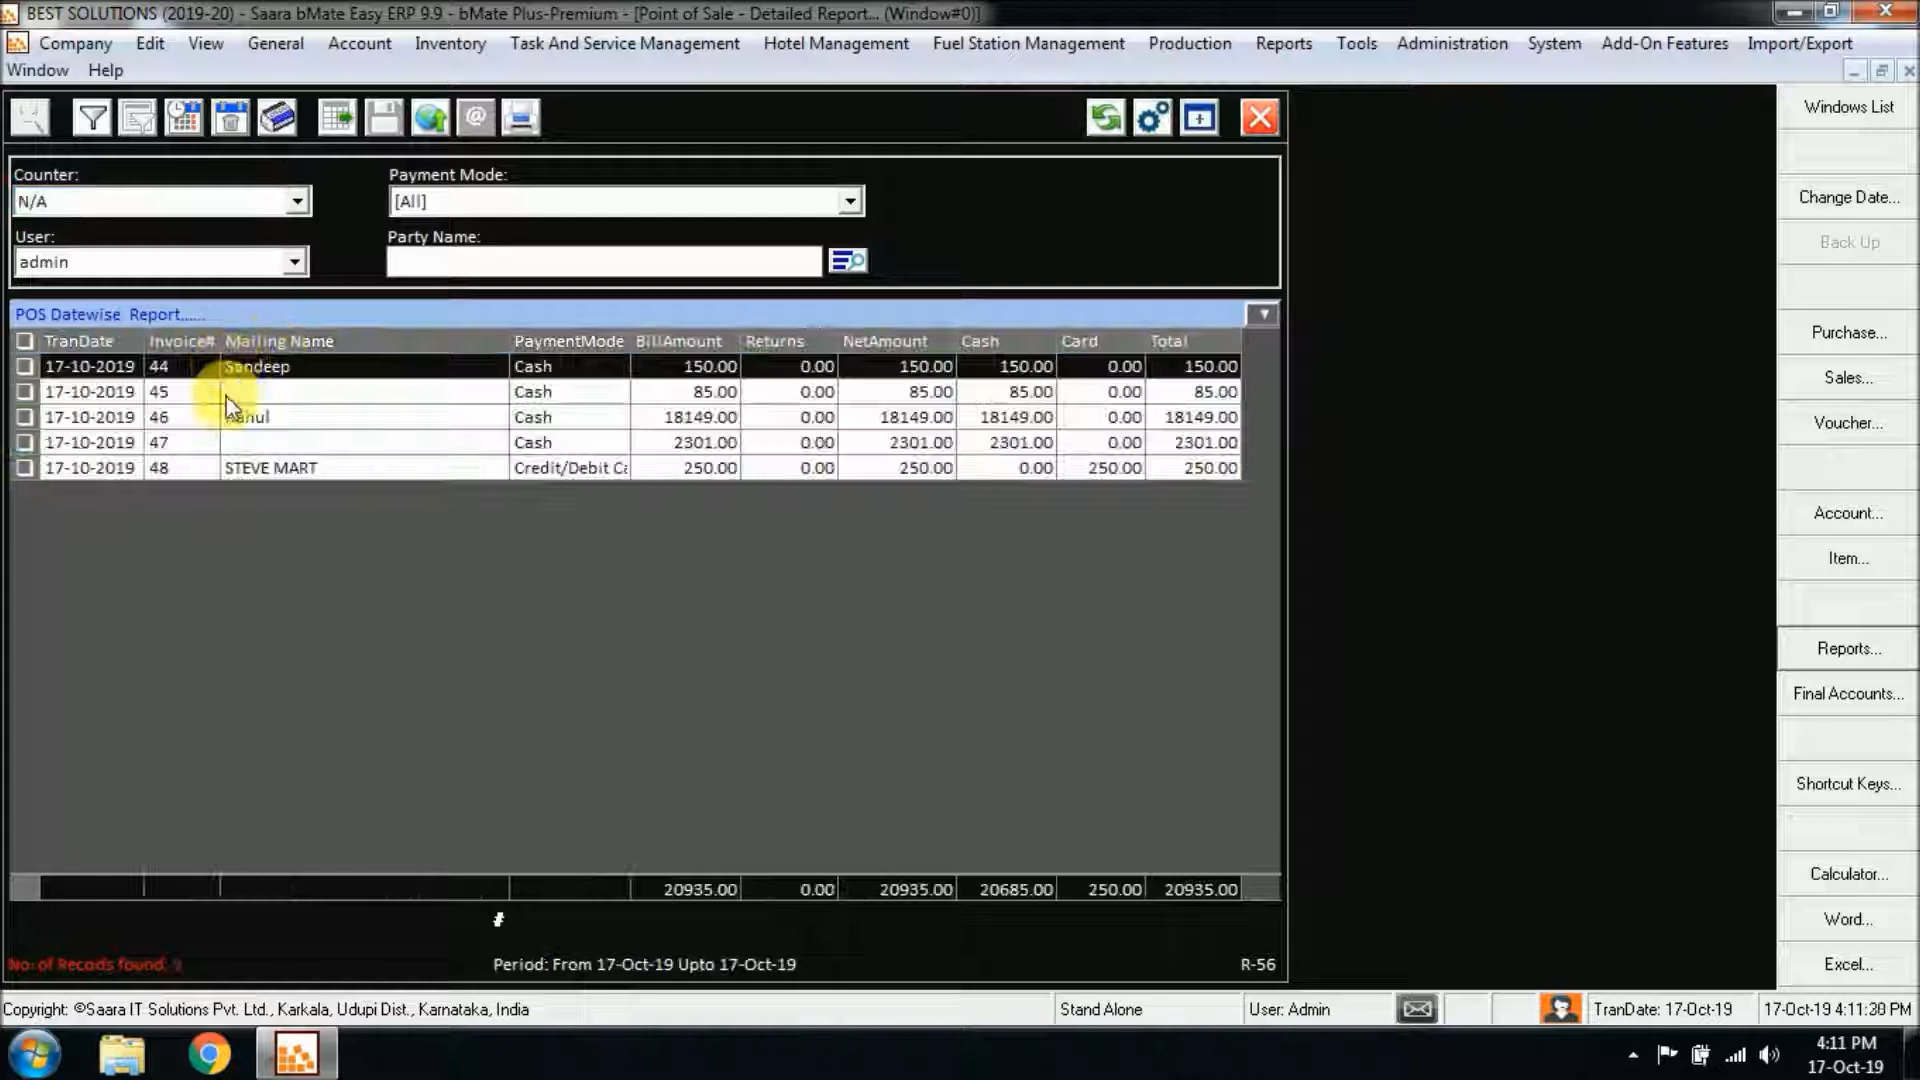 BEST SOLUTIONS (2019-20) - Saara bMate Easy ERP 9.9 - bMate Plus-Premium - [Point of Sale - Detailed Report... (Window#0)]
Company Edit View General Account Inventory Task And Service Management Hotel Management Fuel Station Management Production Reports Tools Administration System Add-On Features Import/Export
Window Help
Windows List
Counter: Payment Mode:
N/A [All]
Change Date...
User: Party Name:
admin
Back Up
POS Datewise Report......
TranDate Invoice# Mailing Name PaymentMode BillAmount Returns NetAmount Cash Card Total
17-10-2019 44 Sandeep Cash 150.00 0.00 150.00 150.00 0.00 150.00
17-10-2019 45 Cash 85.00 0.00 85.00 85.00 0.00 85.00
17-10-2019 46 Cash 18149.00 0.00 18149.00 18149.00 0.00 18149.00
17-10-2019 47 Cash 2301.00 0.00 2301.00 2301.00 0.00 2301.00
17-10-2019 48 STEVE MART Credit/Debit Ca 250.00 0.00 250.00 0.00 250.00 250.00
Purchase...
Sales...
Voucher...
Account...
Item...
Reports...
Final Accounts...
Shortcut Keys...
Calculator...
Word...
Excel...
20935.00 0.00 20935.00 20685.00 250.00 20935.00
#
No. of Recads found. Period: From 17-Oct-19 Upto 17-Oct-19 R-56
Copyright: ©Saara IT Solutions Pvt. Ltd., Karkala, Udupi Dist., Karnataka, India Stand Alone User: Admin TranDate: 17-Oct-19 17-Oct-19 4:11:30 PM
4:11 PM
17-Oct-19